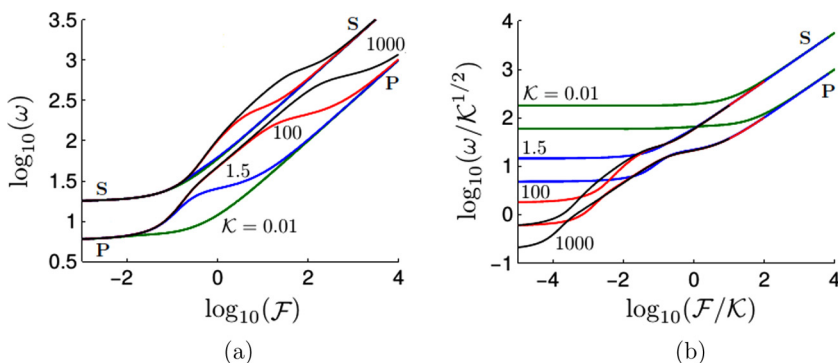 3.5
3
2.5
2
1.5
1
0.5
log₁₀(ω)
S
1000
P
100
1.5
S
𝒦 = 0.01
P
−2
0
2
4
log₁₀(ℱ)
(a)
4
3
2
1
0
−1
log₁₀(ω/𝒦^{1/2})
S
𝒦 = 0.01
P
1.5
100
1000
−4
−2
0
2
4
log₁₀(ℱ/𝒦)
(b)